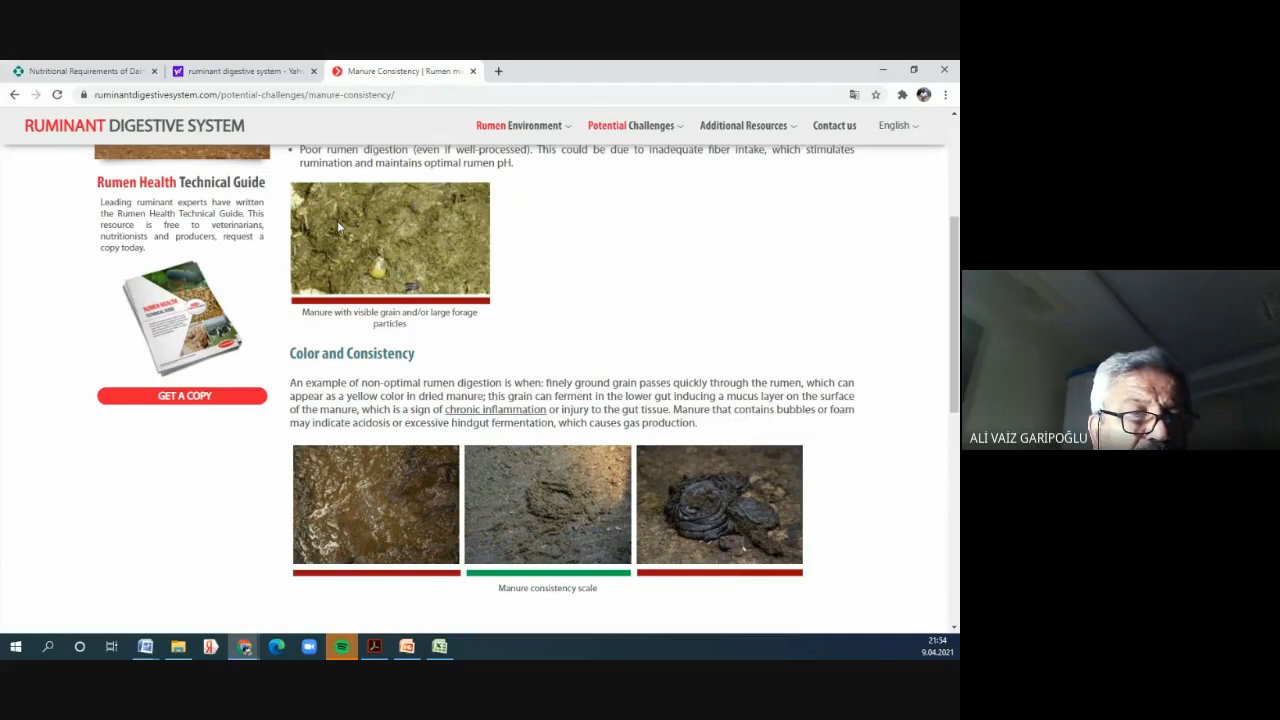 Nutritional Requirements of Dai
ruminant digestive system - Yaho
Manure Consistency | Rumen mi
ruminantdigestivesystem.com/potential-challenges/manure-consistency/
RUMINANT DIGESTIVE SYSTEM
Rumen Environment
Potential Challenges
Additional Resources
Contact us
English
• Poor rumen digestion (even if well-processed). This could be due to inadequate fiber intake, which stimulates
rumination and maintains optimal rumen pH.
Rumen Health Technical Guide
Leading ruminant experts have written
the Rumen Health Technical Guide. This
resource is free to veterinarians,
nutritionists and producers, request a
copy today.
RUMEN HEALTH
TECHNICAL GUIDE
GET A COPY
Manure with visible grain and/or large forage
particles
Color and Consistency
An example of non-optimal rumen digestion is when: finely ground grain passes quickly through the rumen, which can
appear as a yellow color in dried manure; this grain can ferment in the lower gut inducing a mucus layer on the surface
of the manure, which is a sign of chronic inflammation or injury to the gut tissue. Manure that contains bubbles or foam
may indicate acidosis or excessive hindgut fermentation, which causes gas production.
Manure consistency scale
21:54
9.04.2021
ALİ VAİZ GARİPOĞLU